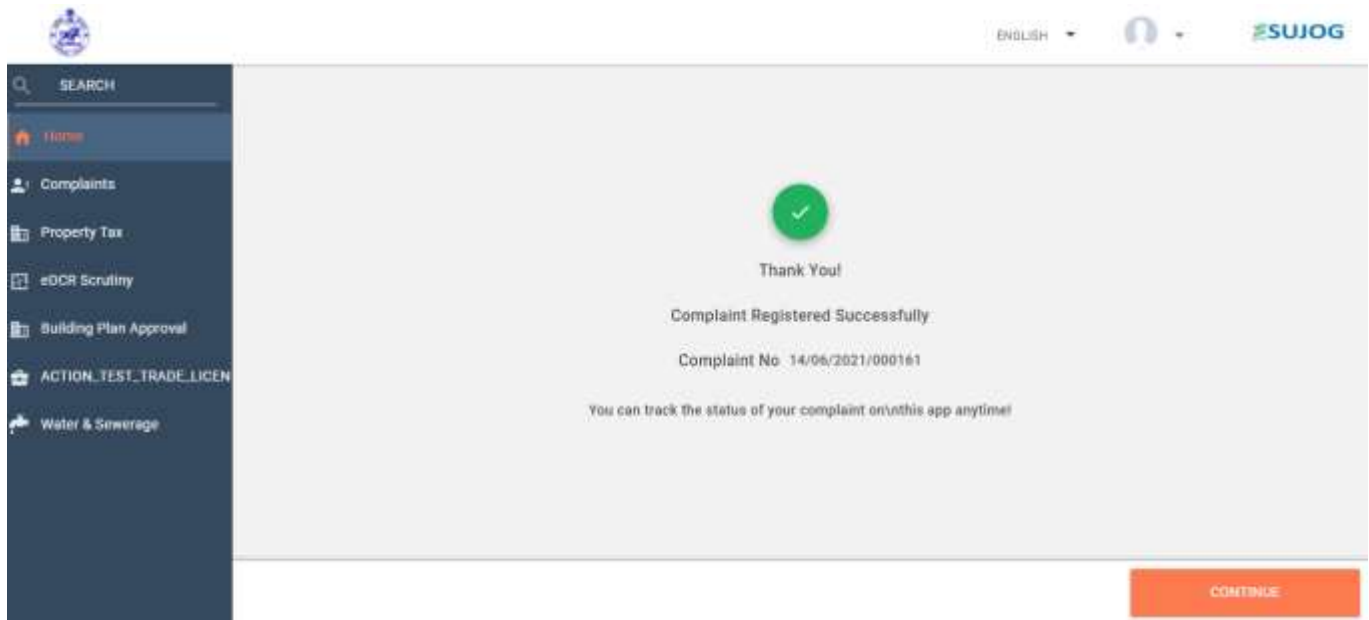 ENGLISH
SUJOG
SEARCH
Home
Complaints
Property Tax
eDCR Scrutiny
Building Plan Approval
ACTION_TEST_TRADE_LICEN
Water & Sewerage
Thank You!
Complaint Registered Successfully
Complaint No 14/06/2021/000161
You can track the status of your complaint on\nthis app anytime!
CONTINUE